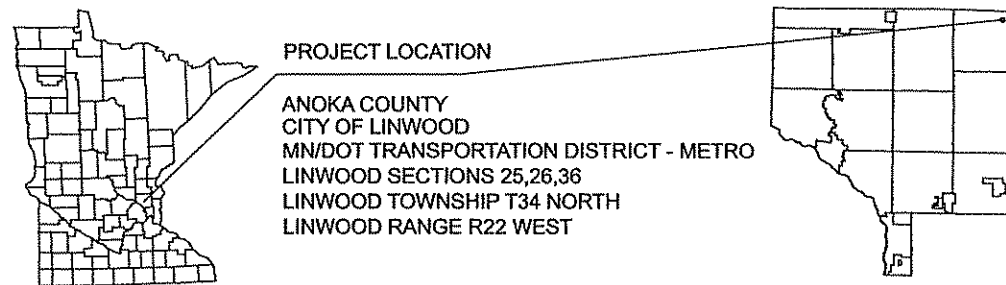 PROJECT LOCATION
ANOKA COUNTY
CITY OF LINWOOD
MN/DOT TRANSPORTATION DISTRICT - METRO
LINWOOD SECTIONS 25,26,36
LINWOOD TOWNSHIP T34 NORTH
LINWOOD RANGE R22 WEST